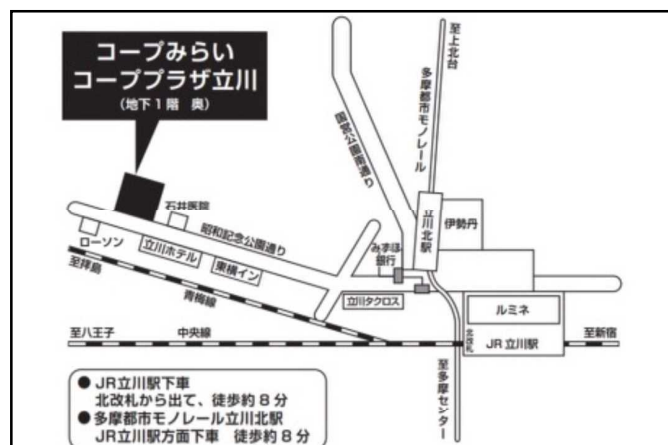 コープみらい
コーププラザ立川
（地下１階　奥）
至上北台
多摩都市モノレール
国営公園南通り
石井医院
昭和記念公園通り
立川北駅
伊勢丹
みずほ
銀行
ローソン
立川ホテル
東横イン
至拝島
青梅線
立川タクロス
ルミネ
北改札
JR 立川駅
至八王子
中央線
至新宿
至多摩センター
● JR立川駅下車
北改札から出て、徒歩約８分
● 多摩都市モノレール立川北駅
JR立川駅方面下車　徒歩約８分